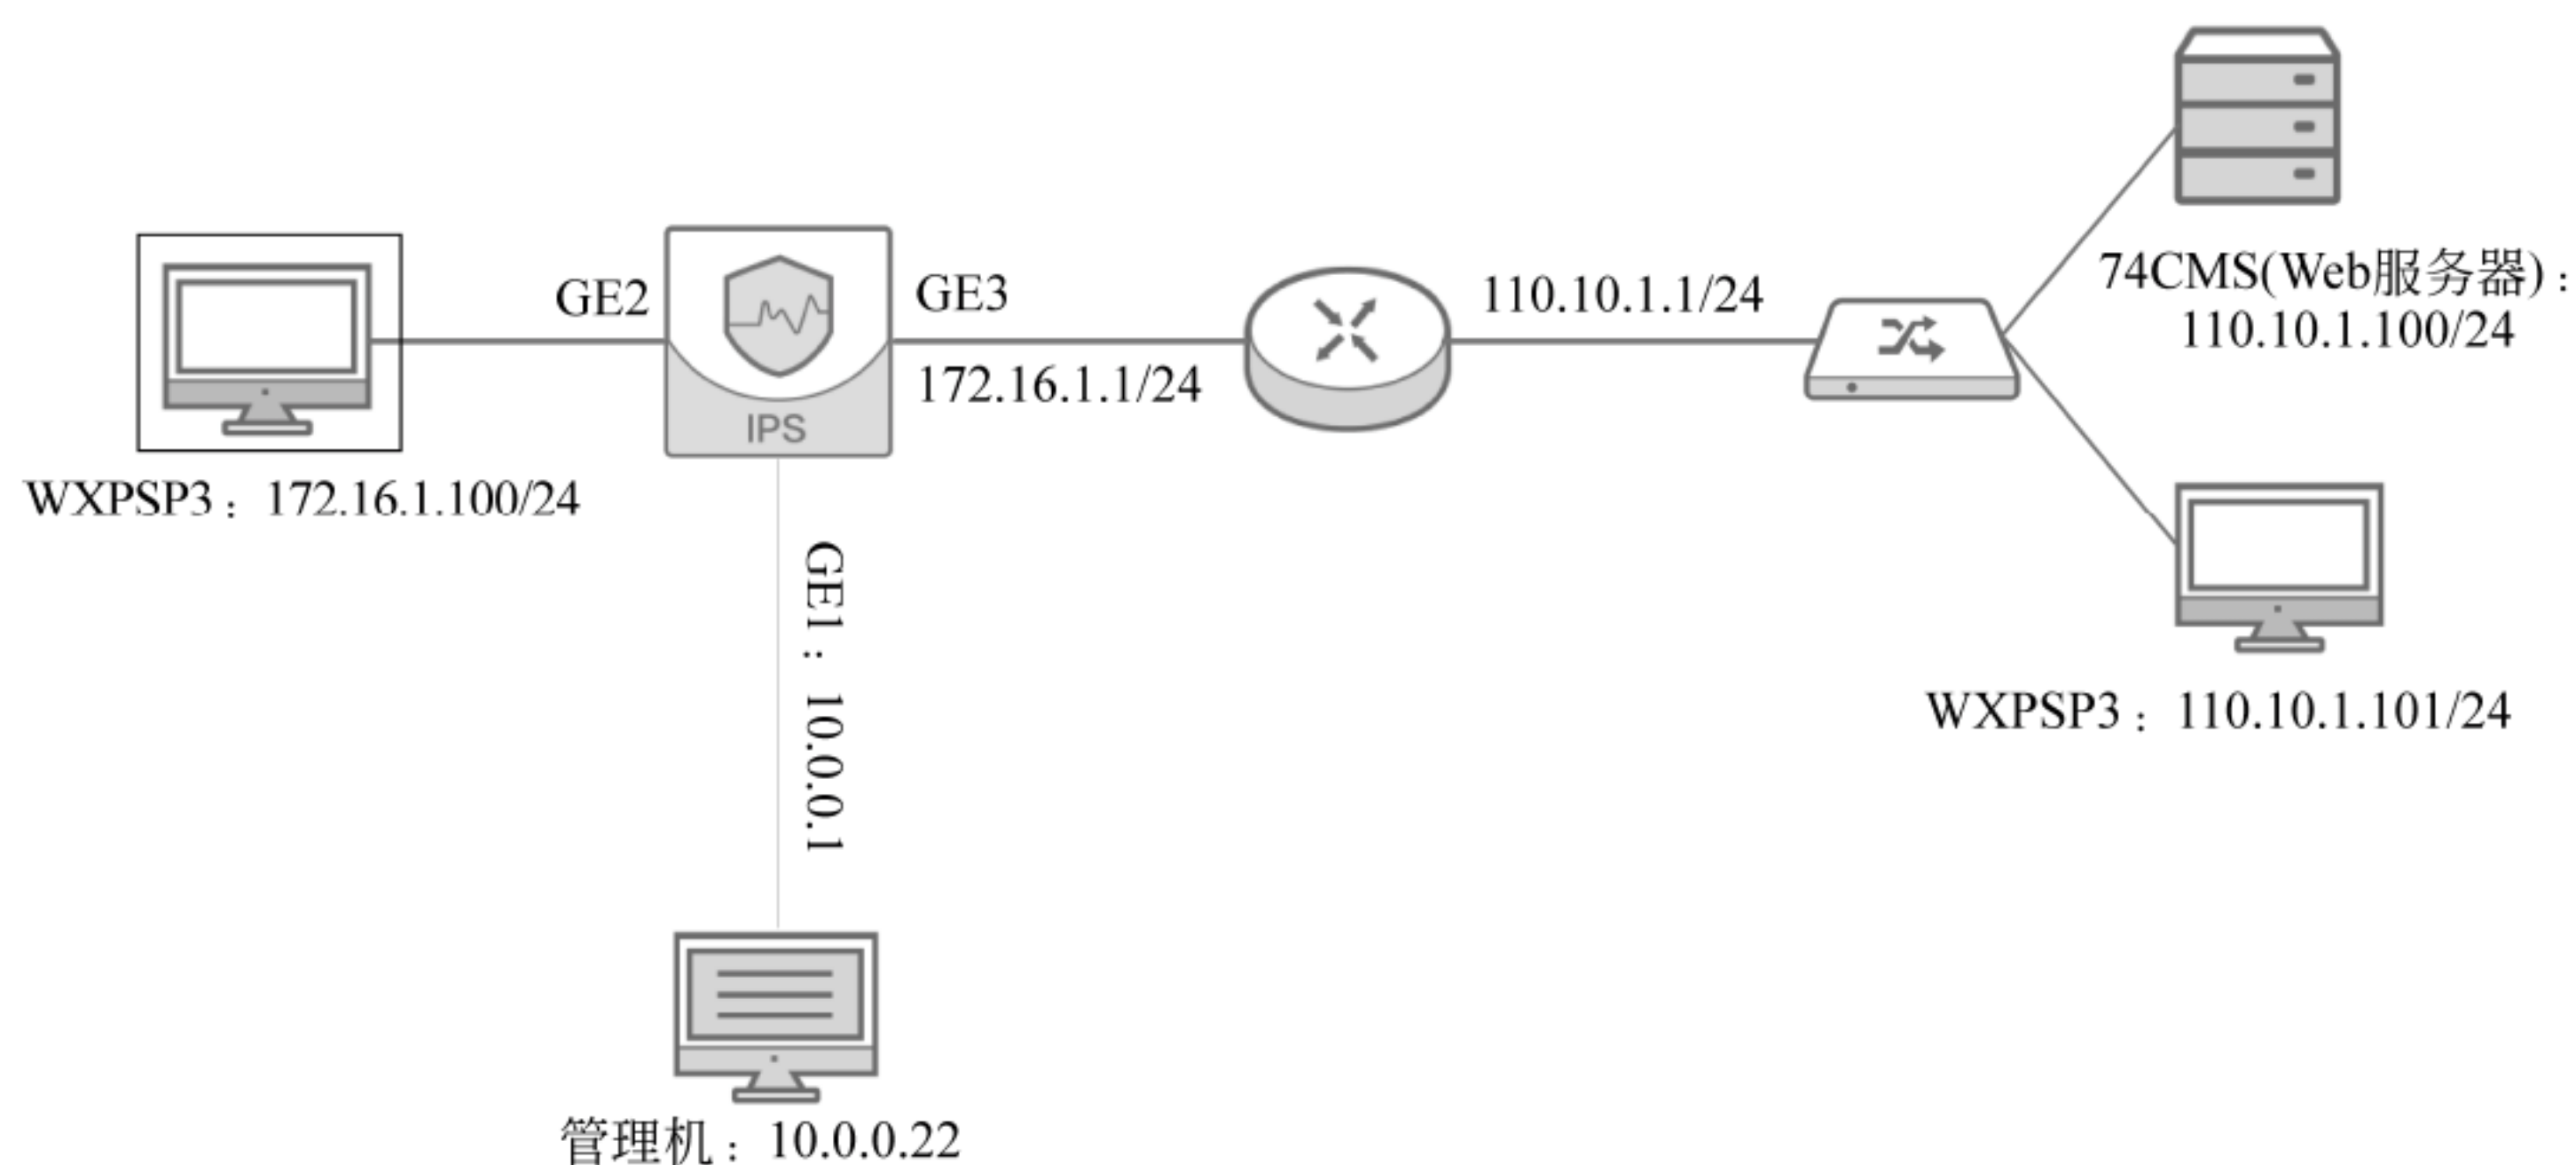 74CMS(Web服务器)：
110.10.1.100/24
GE2
GE3
110.10.1.1/24
172.16.1.1/24
IPS
WXPSP3：172.16.1.100/24
GE1：10.0.0.1
WXPSP3：110.10.1.101/24
管理机：10.0.0.22